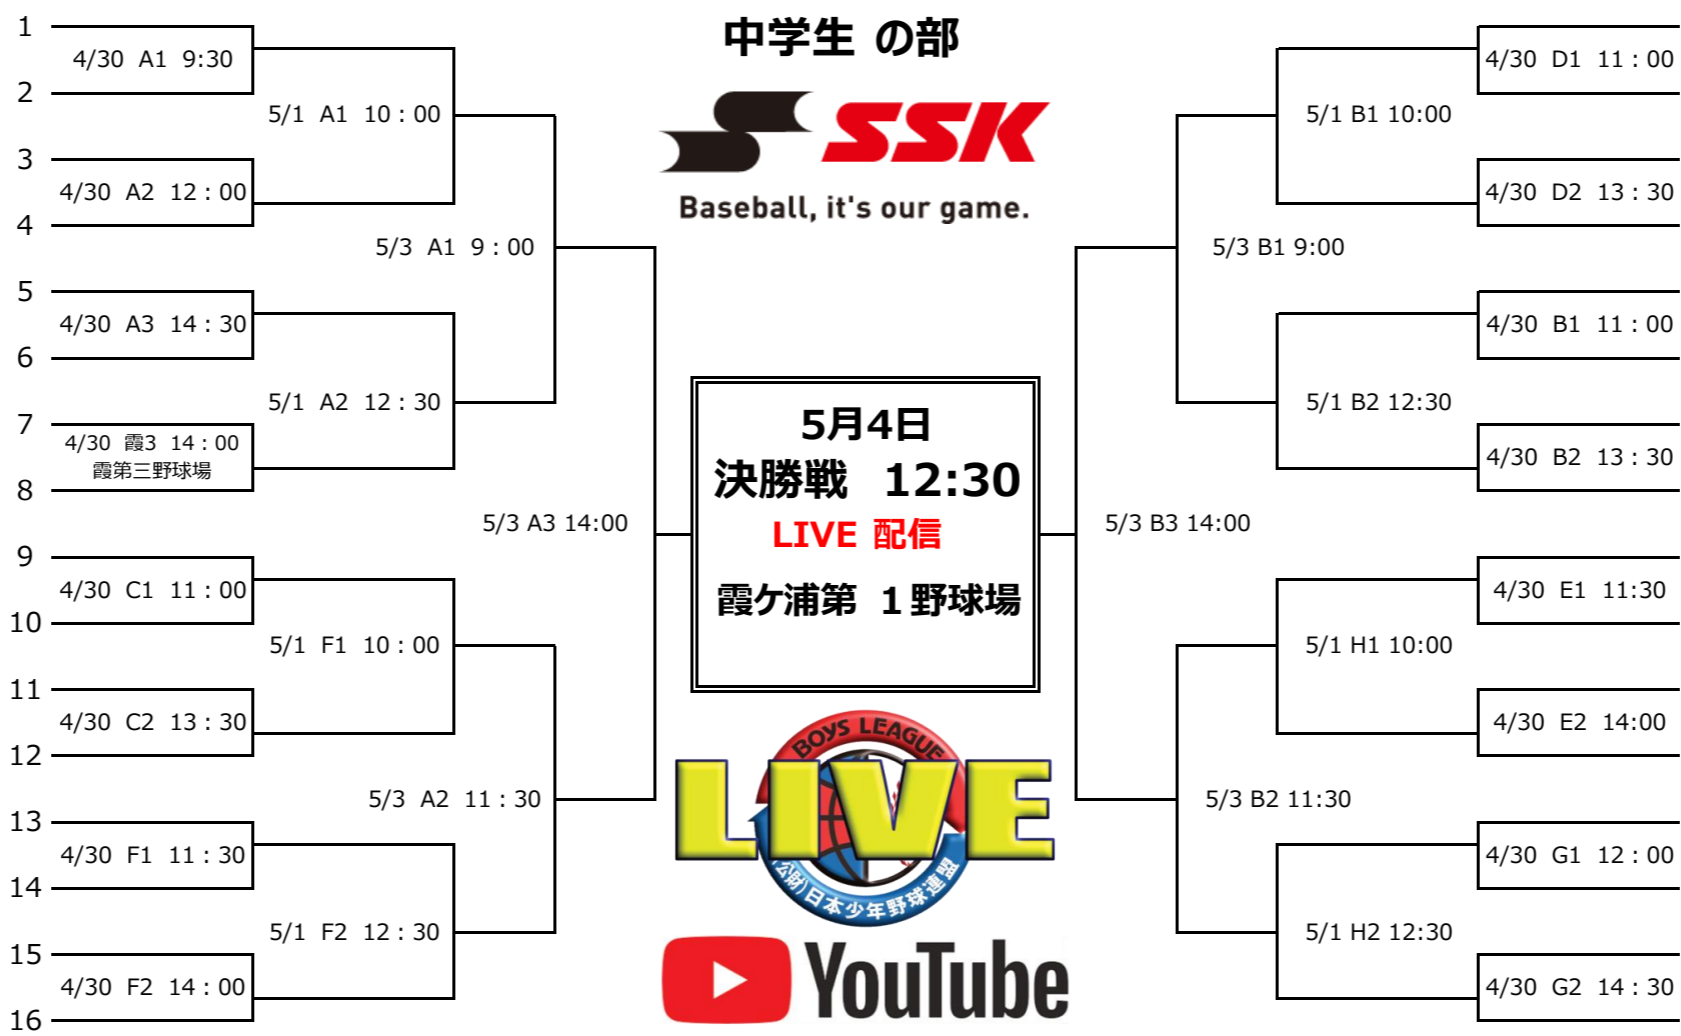 中学生 の部
SSK
Baseball, it's our game.
1
4/30 A1 9:30
2
5/1 A1 10:00
3
4/30 A2 12:00
4
5/3 A1 9:00
5
4/30 A3 14:30
6
5/1 A2 12:30
7
4/30 霞3 14:00
霞第三野球場
8
5/3 A3 14:00
9
4/30 C1 11:00
10
5/1 F1 10:00
11
4/30 C2 13:30
12
5/3 A2 11:30
13
4/30 F1 11:30
14
5/1 F2 12:30
15
4/30 F2 14:00
16
5月4日
決勝戦 12:30
LIVE 配信
霞ケ浦第 1野球場
4/30 D1 11:00
5/1 B1 10:00
4/30 D2 13:30
5/3 B1 9:00
4/30 B1 11:00
5/1 B2 12:30
4/30 B2 13:30
5/3 B3 14:00
4/30 E1 11:30
5/1 H1 10:00
4/30 E2 14:00
5/3 B2 11:30
4/30 G1 12:00
5/1 H2 12:30
4/30 G2 14:30
BOYS LEAGUE
LIVE
(公財)日本少年野球連盟
YouTube